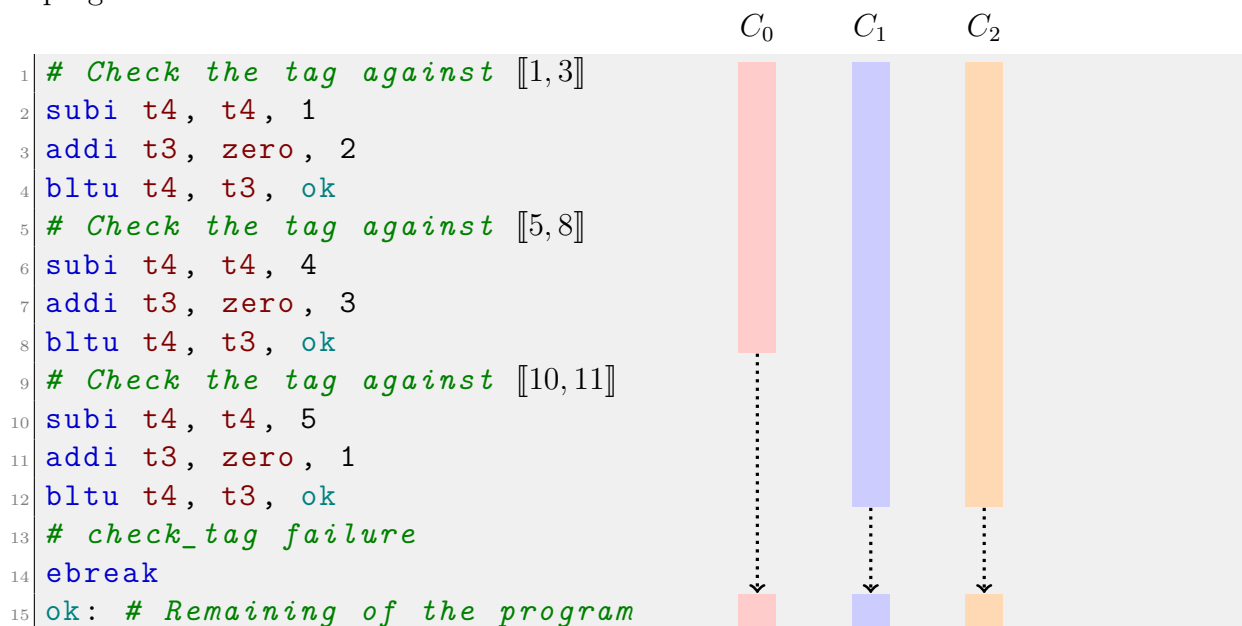 C₀ C₁ C₂
1 # Check the tag against ⟦1, 3⟧
2 subi t4, t4, 1
3 addi t3, zero, 2
4 bltu t4, t3, ok
5 # Check the tag against ⟦5, 8⟧
6 subi t4, t4, 4
7 addi t3, zero, 3
8 bltu t4, t3, ok
9 # Check the tag against ⟦10, 11⟧
10 subi t4, t4, 5
11 addi t3, zero, 1
12 bltu t4, t3, ok
13 # check_tag failure
14 ebreak
15 ok: # Remaining of the program